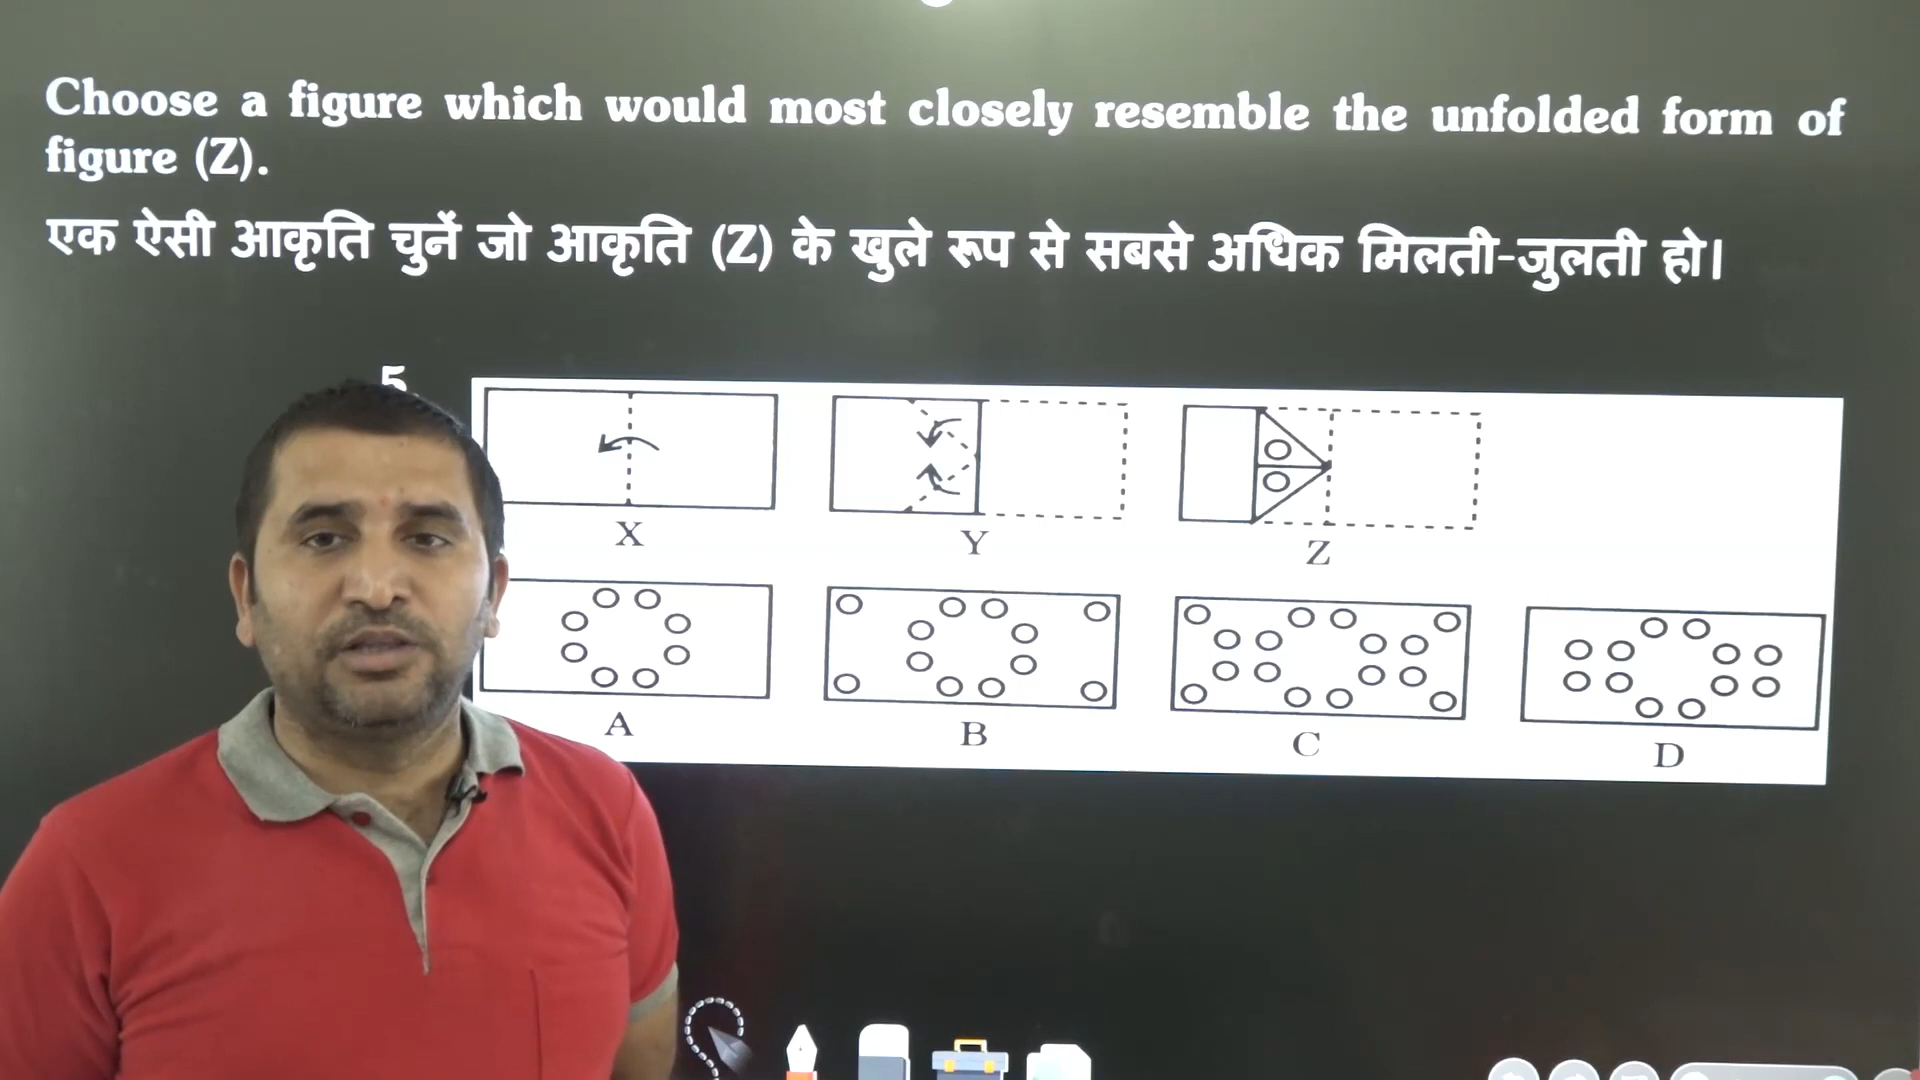 Choose a figure which would most closely resemble the unfolded form of
figure (Z).
एक ऐसी आकृति चुनें जो आकृति (Z) के खुले रूप से सबसे अधिक मिलती-जुलती हो।
5.
X Y Z
A B C D